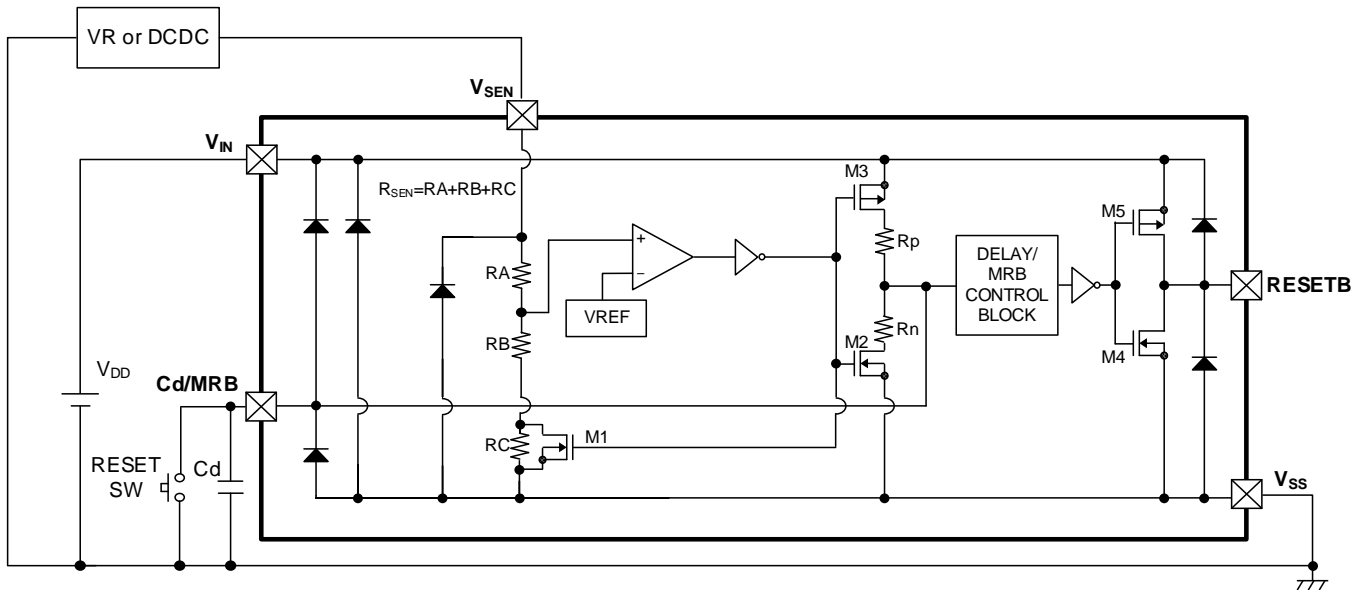 VR or DCDC
VSEN
VIN
RSEN=RA+RB+RC
M3
M5
Rp
RA
+
−
DELAY/
MRB
CONTROL
BLOCK
RESETB
VREF
Rn
RB
M2
M4
VDD
Cd/MRB
RC
M1
RESET
SW
Cd
VSS